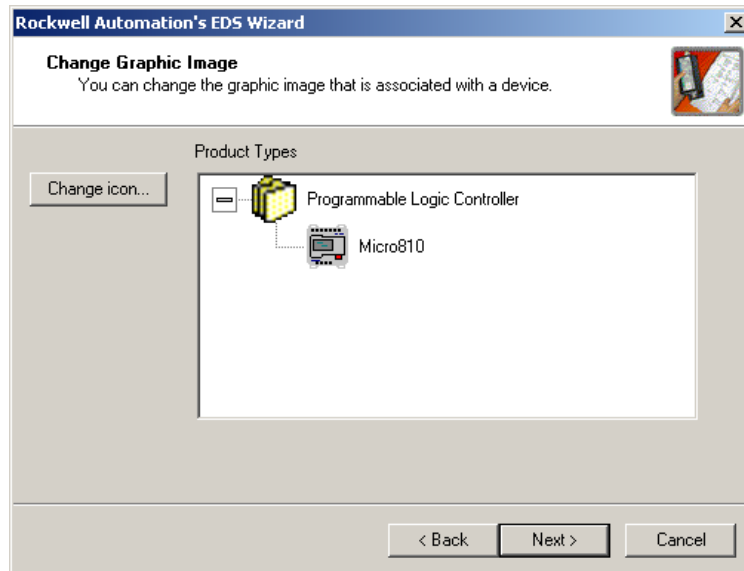 Rockwell Automation's EDS Wizard
Change Graphic Image
You can change the graphic image that is associated with a device.
Product Types
Change icon...
Programmable Logic Controller
Micro810
< Back
Next >
Cancel